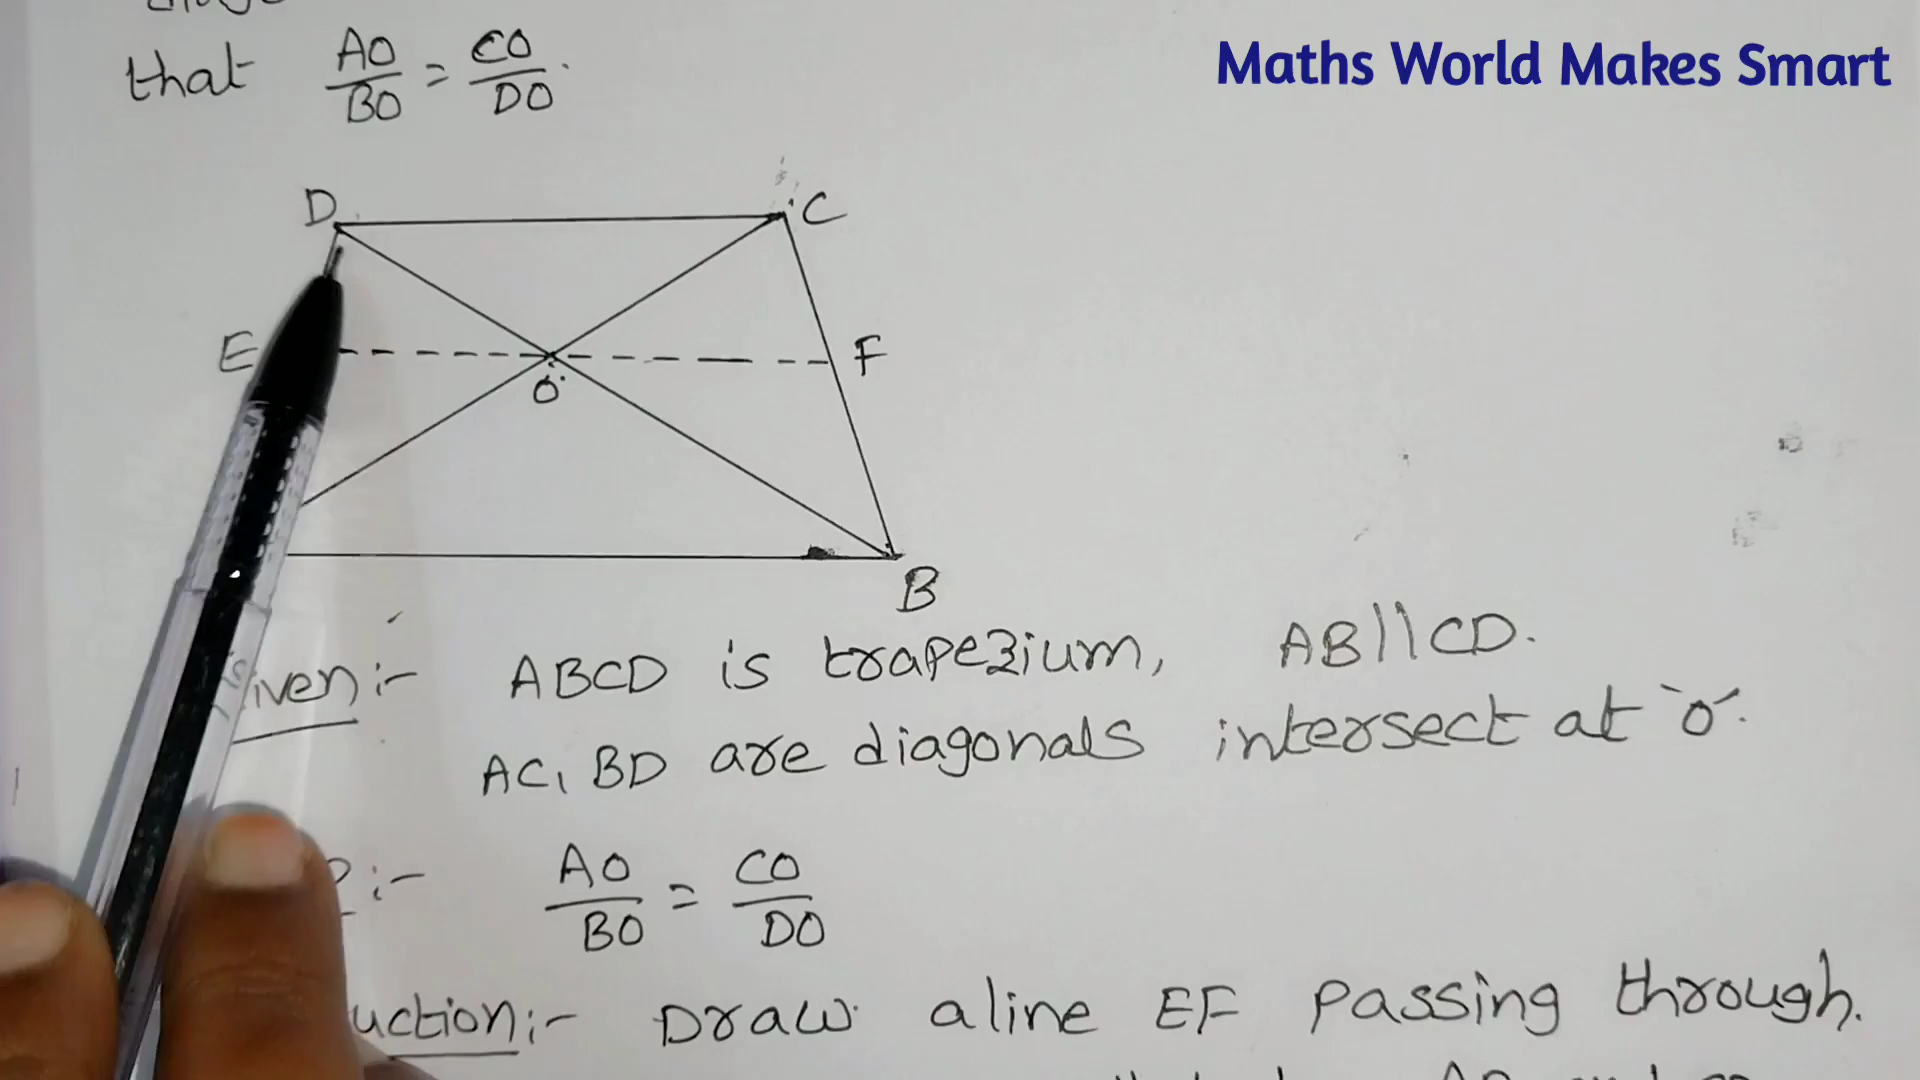 Maths World Makes Smart
that AO/BO = CO/DO.
D C
E F
O
B
Given :- ABCD is trapezium, AB || CD.
AC, BD are diagonals intersect at 'O'.
:- AO/BO = CO/DO
uction :- Draw a line EF passing through.